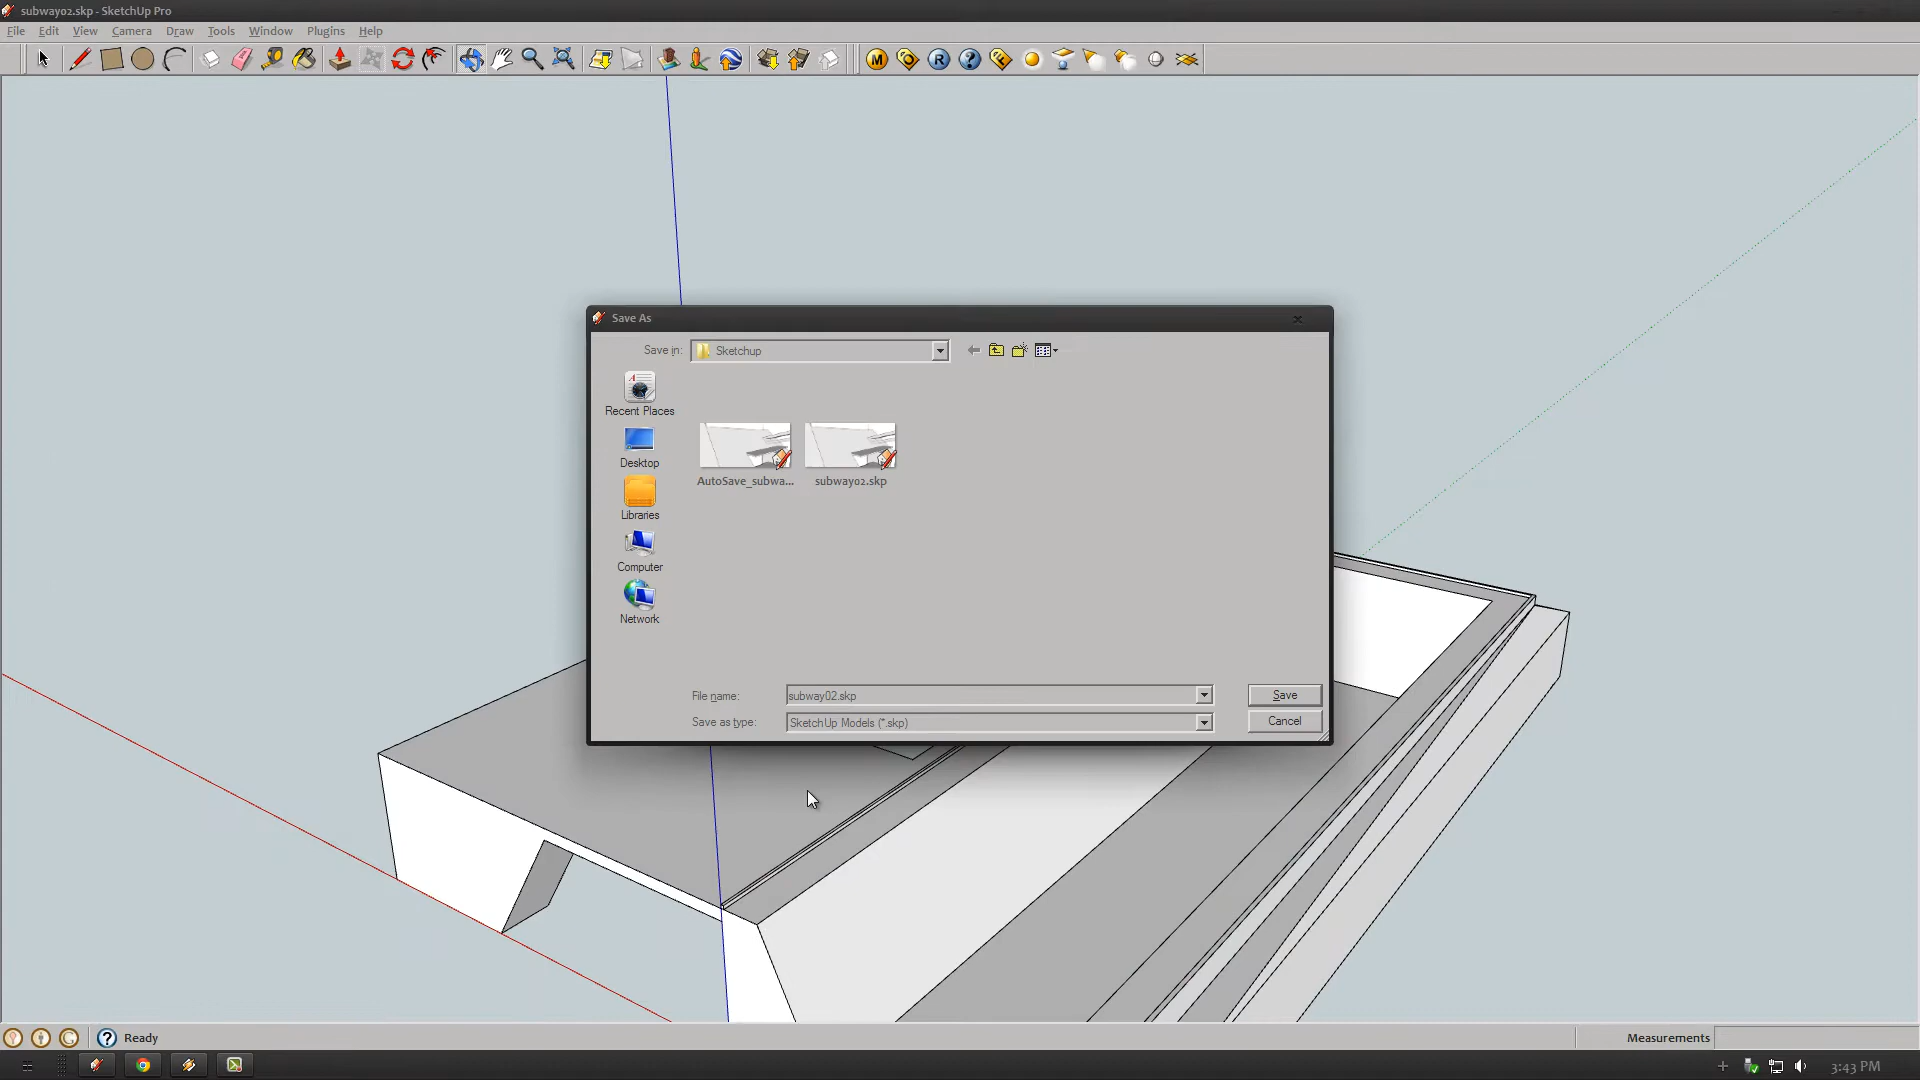 subway02.skp - SketchUp Pro
File Edit View Camera Draw Tools Window Plugins Help
M O R ? F
Save As
Save in: Sketchup
Recent Places
Desktop
Libraries
Computer
Network
AutoSave_subwa... subway02.skp
File name: subway02.skp Save
Save as type: SketchUp Models (*.skp) Cancel
? Ready Measurements
3:43 PM